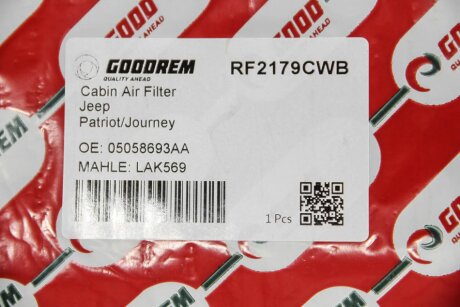 GOODREM
QUALITY AHEAD
RF2179CWB
Cabin Air Filter
Jeep
Patriot/Journey
OE: 05058693AA
MAHLE: LAK569
1 Pcs